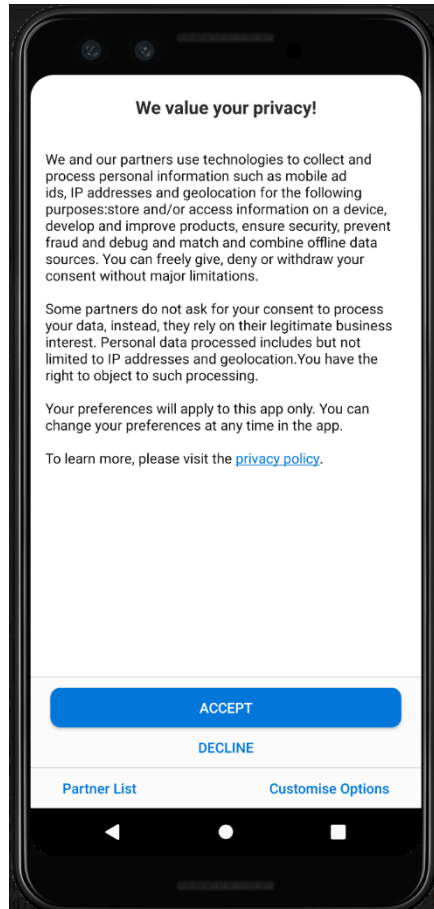 We value your privacy!
We and our partners use technologies to collect and
process personal information such as mobile ad
ids, IP addresses and geolocation for the following
purposes:store and/or access information on a device,
develop and improve products, ensure security, prevent
fraud and debug and match and combine offline data
sources. You can freely give, deny or withdraw your
consent without major limitations.
Some partners do not ask for your consent to process
your data, instead, they rely on their legitimate business
interest. Personal data processed includes but not
limited to IP addresses and geolocation.You have the
right to object to such processing.
Your preferences will apply to this app only. You can
change your preferences at any time in the app.
To learn more, please visit the privacy policy.
ACCEPT
DECLINE
Partner List Customise Options